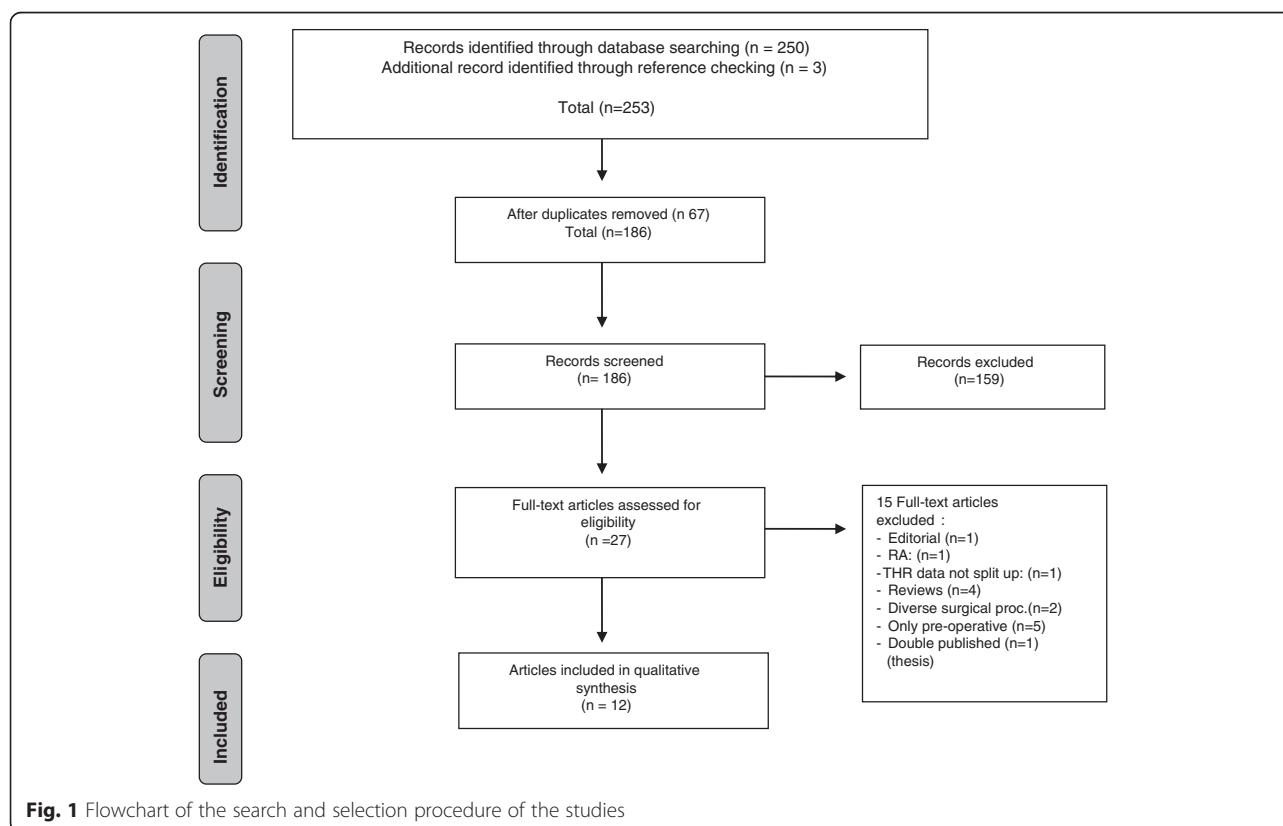 Identification
Records identified through database searching (n = 250)
Additional record identified through reference checking (n = 3)
Total (n=253)
After duplicates removed (n 67)
Total (n=186)
Screening
Records screened
(n= 186)
Records excluded
(n=159)
Eligibility
Full-text articles assessed for
eligibility
(n =27)
15 Full-text articles
excluded :
- Editorial (n=1)
- RA: (n=1)
-THR data not split up: (n=1)
- Reviews (n=4)
- Diverse surgical proc.(n=2)
- Only pre-operative (n=5)
- Double published (n=1)
(thesis)
Included
Articles included in qualitative
synthesis
(n = 12)
Fig. 1 Flowchart of the search and selection procedure of the studies